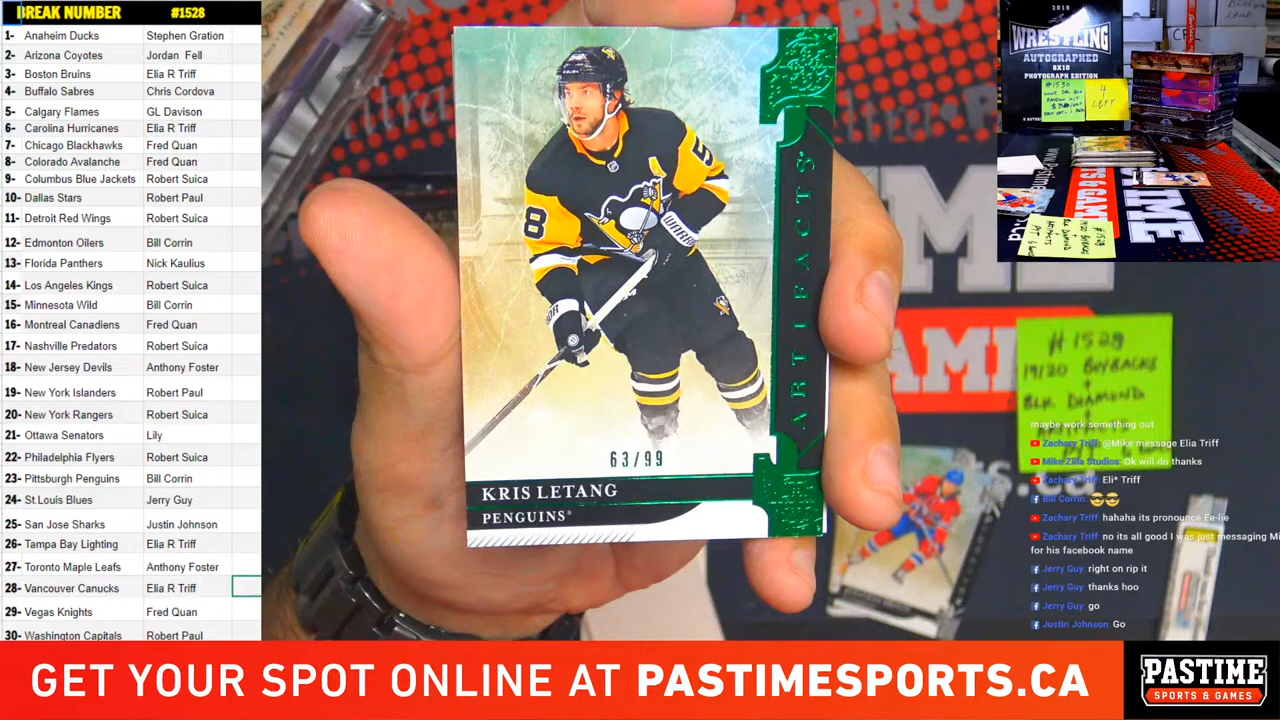 BREAK NUMBER #1528
1- Anaheim Ducks Stephen Gration
2- Arizona Coyotes Jordan Fell
3- Boston Bruins Elia R Triff
4- Buffalo Sabres Chris Cordova
5- Calgary Flames GL Davison
6- Carolina Hurricanes Elia R Triff
7- Chicago Blackhawks Fred Quan
8- Colorado Avalanche Fred Quan
9- Columbus Blue Jackets Robert Suica
10- Dallas Stars Robert Paul
11- Detroit Red Wings Robert Suica
12- Edmonton Oilers Bill Corrin
13- Florida Panthers Nick Kaulius
14- Los Angeles Kings Robert Suica
15- Minnesota Wild Bill Corrin
16- Montreal Canadiens Fred Quan
17- Nashville Predators Robert Suica
18- New Jersey Devils Anthony Foster
19- New York Islanders Robert Paul
20- New York Rangers Robert Suica
21- Ottawa Senators Lily
22- Philadelphia Flyers Robert Suica
23- Pittsburgh Penguins Bill Corrin
24- St.Louis Blues Jerry Guy
25- San Jose Sharks Justin Johnson
26- Tampa Bay Lighting Elia R Triff
27- Toronto Maple Leafs Anthony Foster
28- Vancouver Canucks Elia R Triff
29- Vegas Knights Fred Quan
30- Washington Capitals Robert Paul
ARTIFACTS
58
WARRIOR
63/99
KRIS LETANG
PENGUINS
2019
WRESTLING
AUTOGRAPHED
8X10
PHOTOGRAPH EDITION
#1530
4
LEFT
#1528
19/20 BUYBACKS
+
BLK DIAMOND
maybe work something out
Zachary Triff: @Mike message Elia Triff
Mike Zilla Studios: Ok will do thanks
Zachary Triff: Eli* Triff
Bill Corrin: 😎😎
Zachary Triff: hahaha its pronounce Ee-lie
Zachary Triff: no its all good I was just messaging Mi
for his facebook name
Jerry Guy: right on rip it
Jerry Guy: thanks hoo
Jerry Guy: go
Justin Johnson: Go
GET YOUR SPOT ONLINE AT PASTIMESPORTS.CA
PASTIME
SPORTS & GAMES